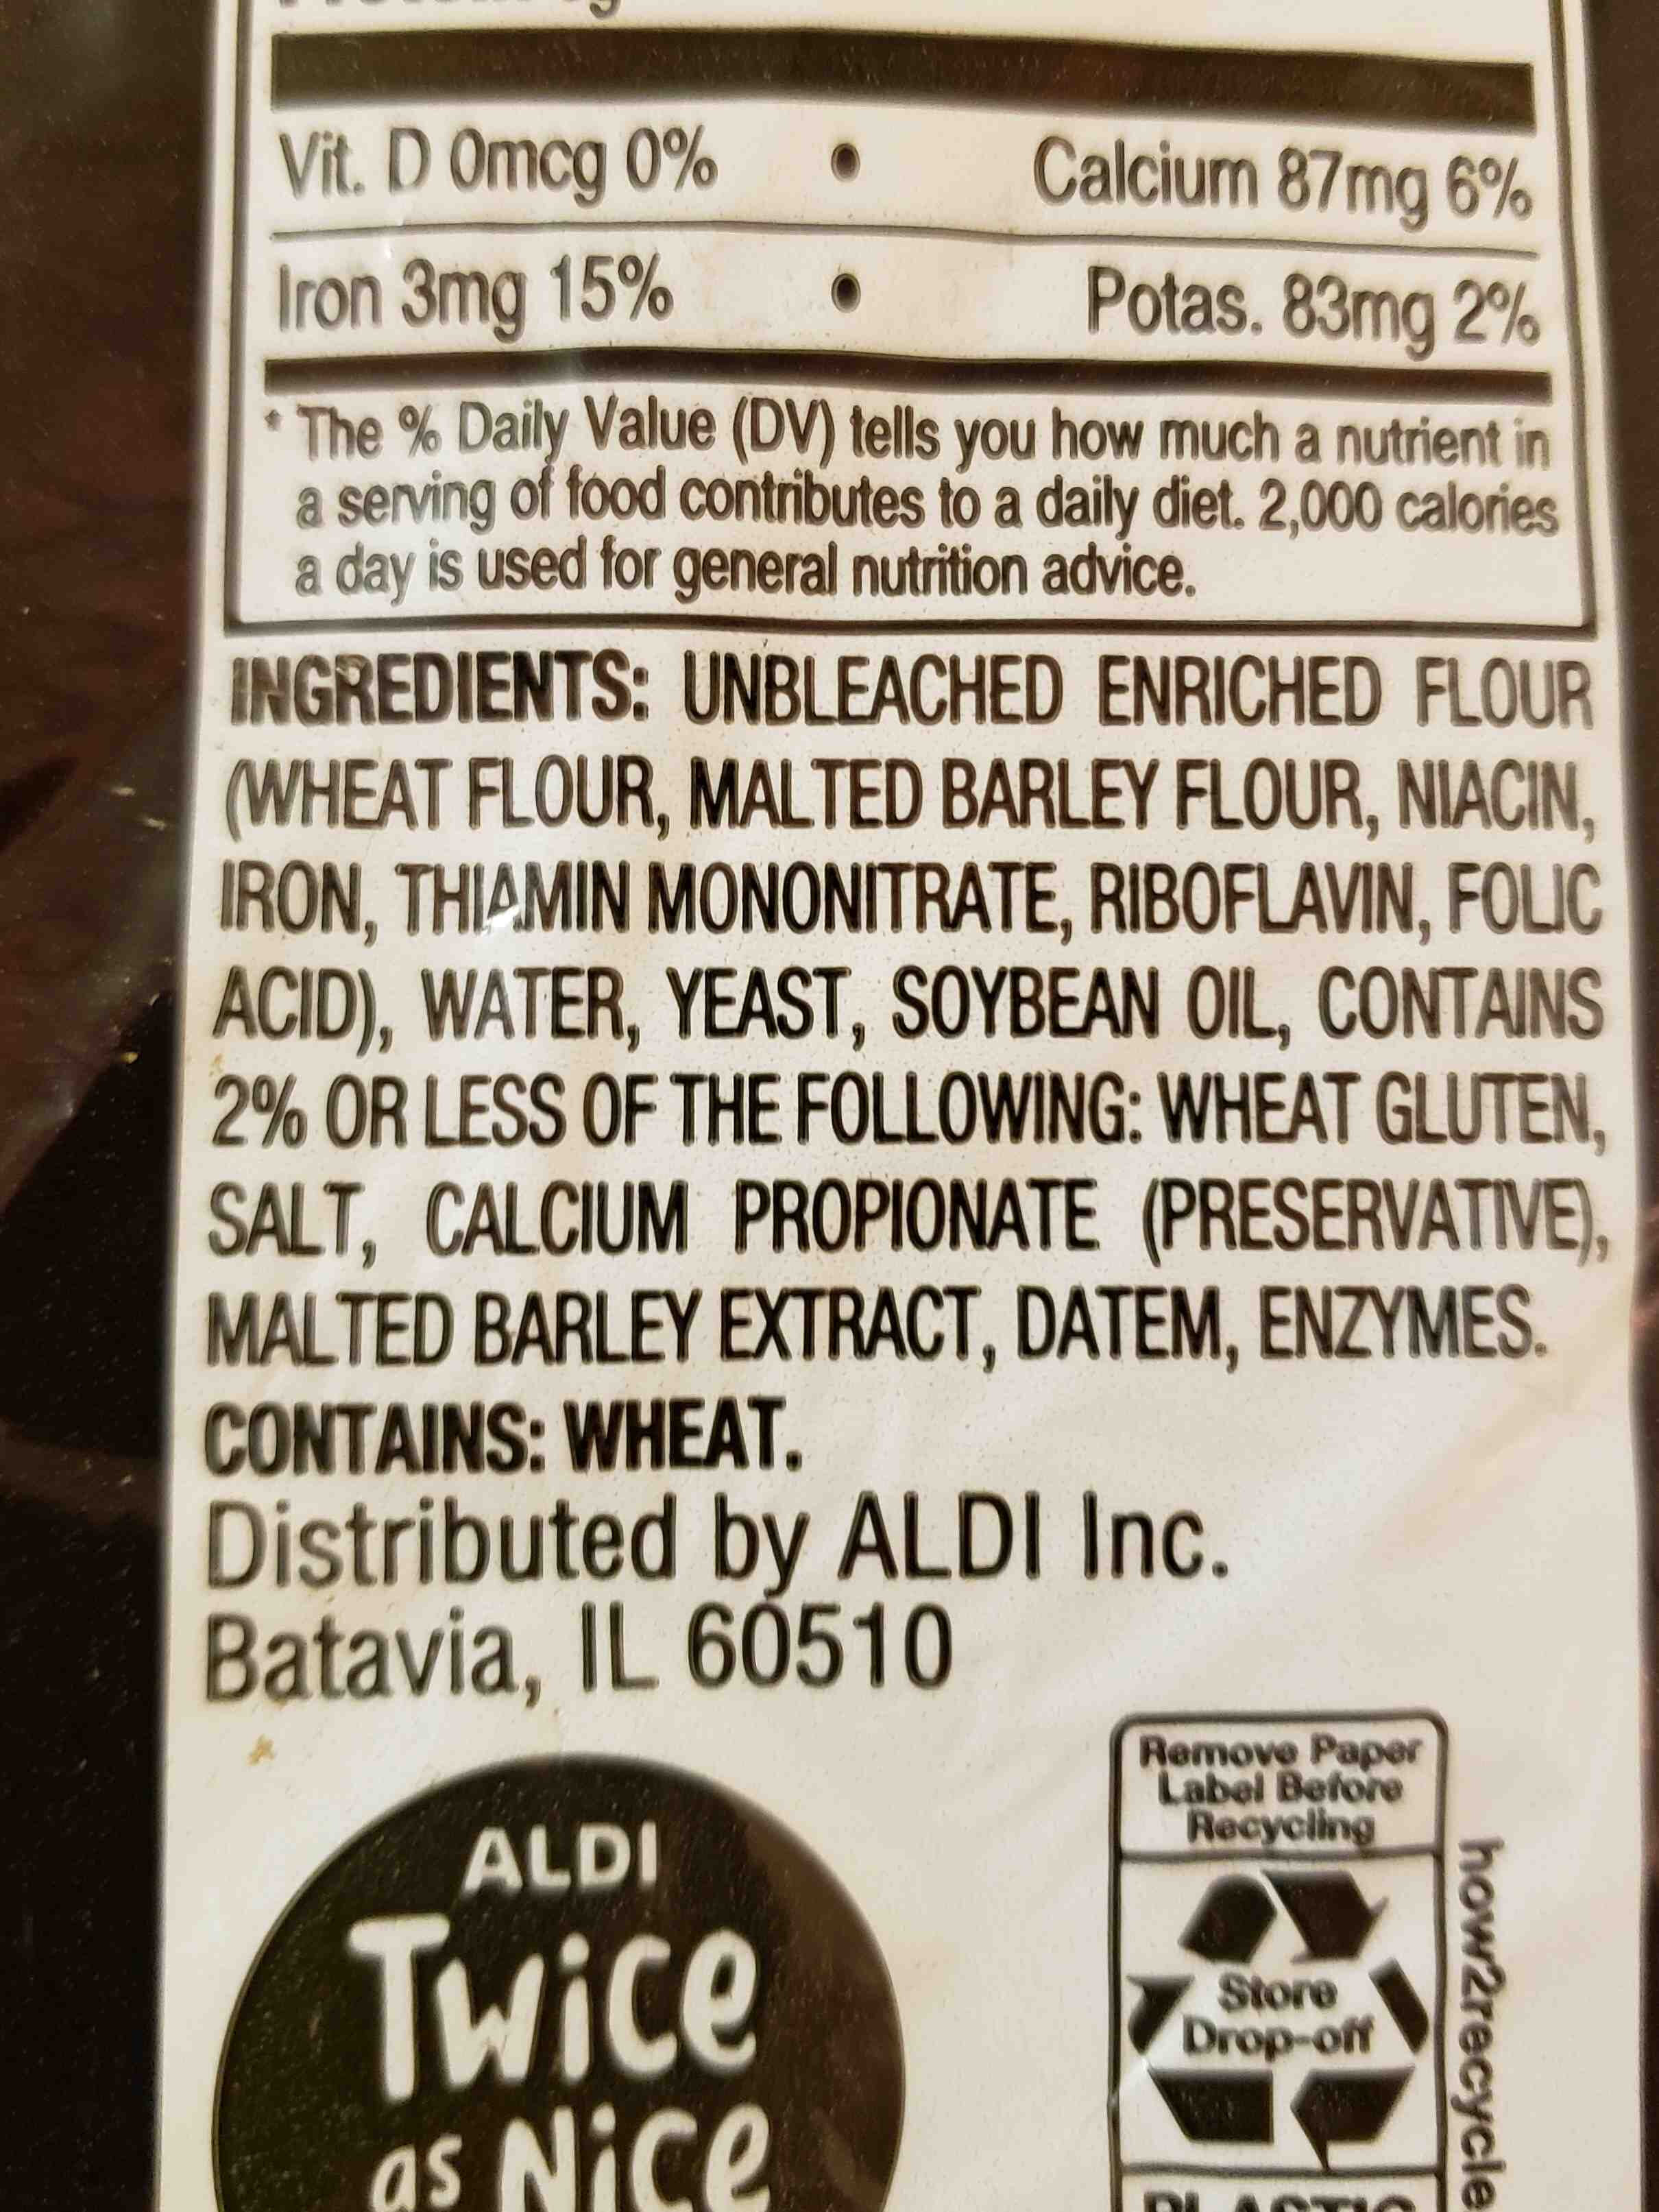 Vit. D 0mcg 0% • Calcium 87mg 6%
Iron 3mg 15% • Potas. 83mg 2%
* The % Daily Value (DV) tells you how much a nutrient in
a serving of food contributes to a daily diet. 2,000 calories
a day is used for general nutrition advice.
INGREDIENTS: UNBLEACHED ENRICHED FLOUR
(WHEAT FLOUR, MALTED BARLEY FLOUR, NIACIN,
IRON, THIAMIN MONONITRATE, RIBOFLAVIN, FOLIC
ACID), WATER, YEAST, SOYBEAN OIL, CONTAINS
2% OR LESS OF THE FOLLOWING: WHEAT GLUTEN,
SALT, CALCIUM PROPIONATE (PRESERVATIVE),
MALTED BARLEY EXTRACT, DATEM, ENZYMES.
CONTAINS: WHEAT.
Distributed by ALDI Inc.
Batavia, IL 60510
ALDI
Twice
as Nice
Remove Paper
Label Before
Recycling
Store
Drop-off
PLASTIC
how2recycle